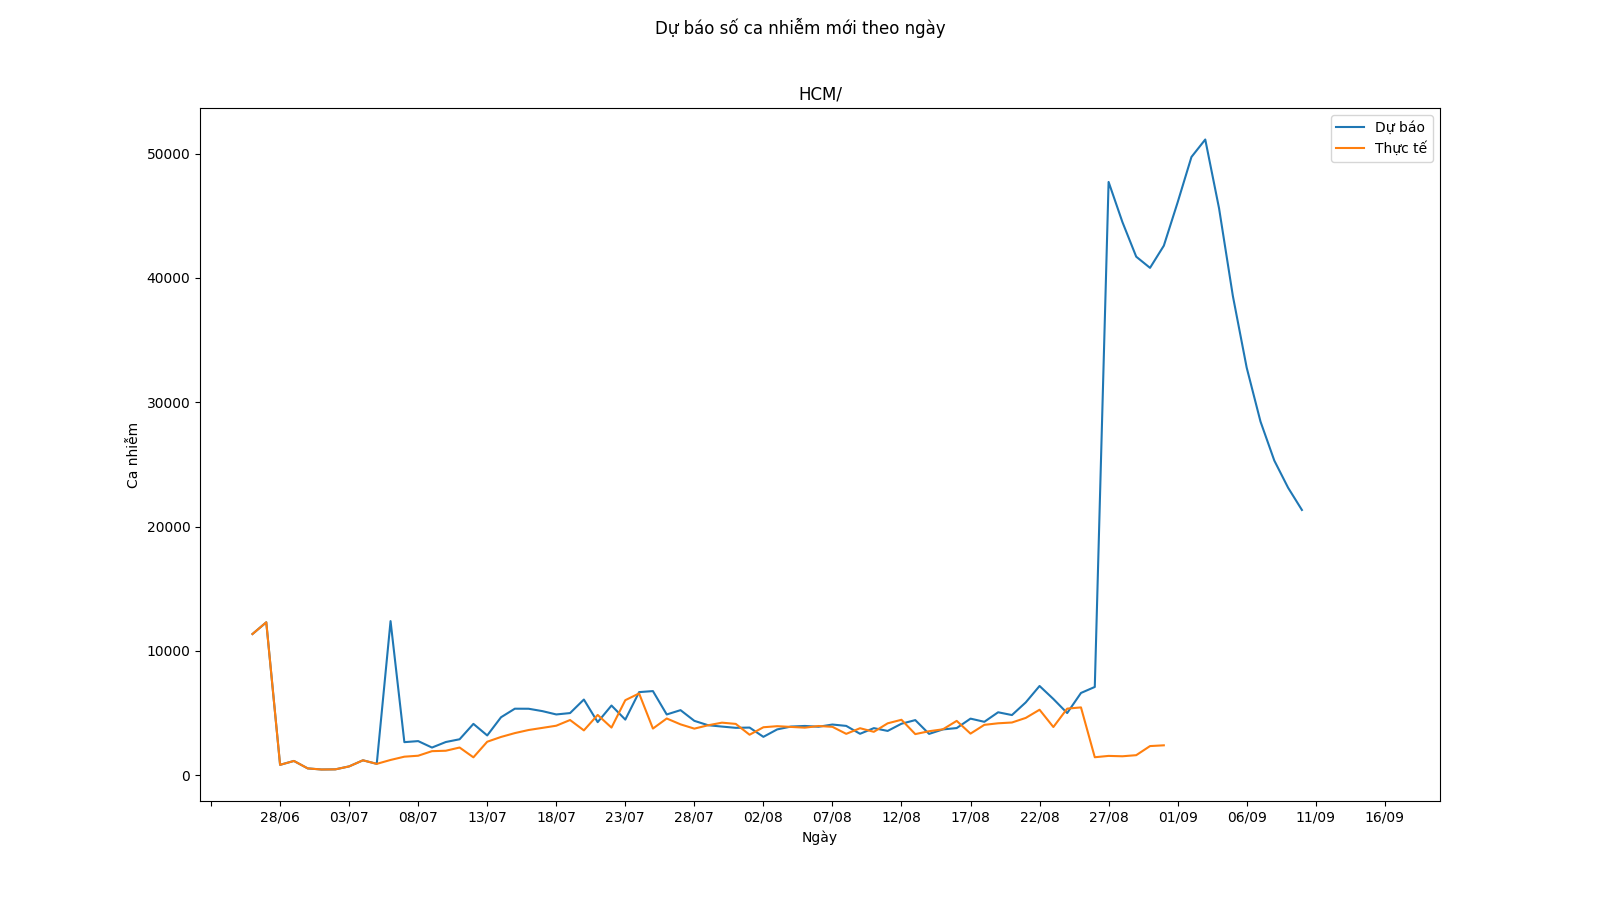 Dự báo số ca nhiễm mới theo ngày
HCM/
Dự báo
Thực tế
50000
40000
30000
20000
10000
0
Ca nhiễm
28/06 03/07 08/07 13/07 18/07 23/07 28/07 02/08 07/08 12/08 17/08 22/08 27/08 01/09 06/09 11/09 16/09
Ngày